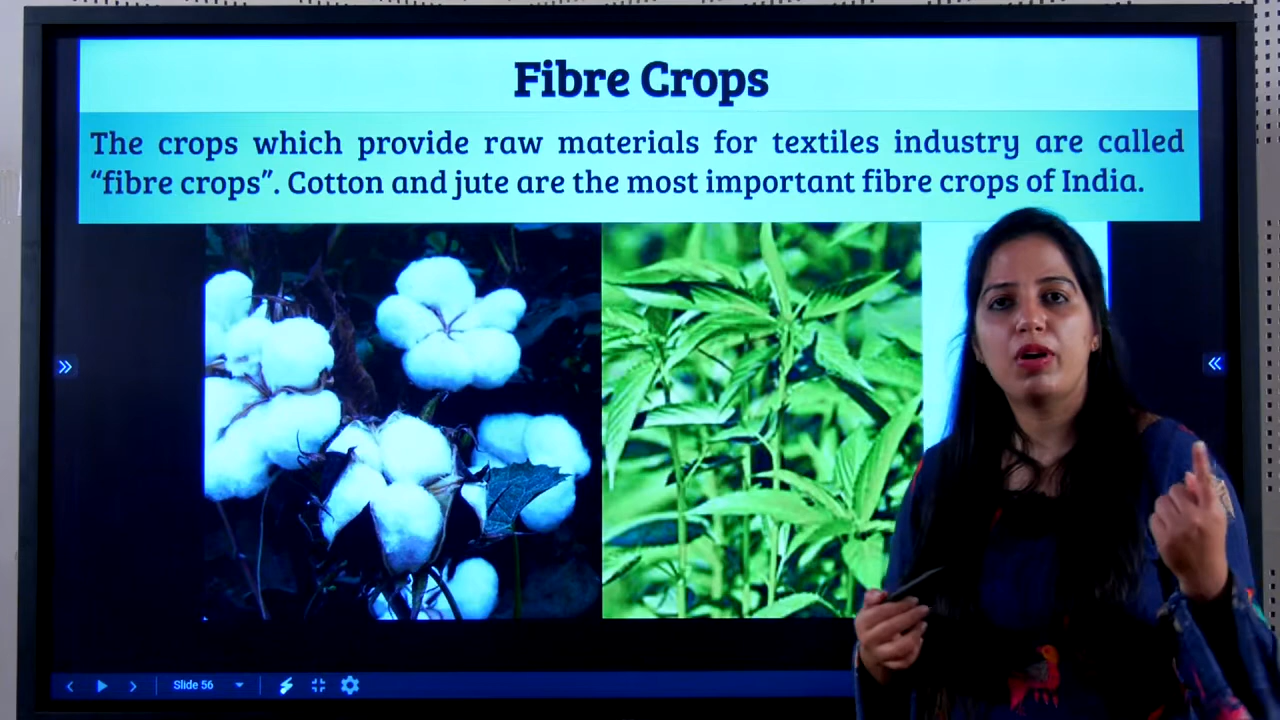 Fibre Crops
The crops which provide raw materials for textiles industry are called
“fibre crops”. Cotton and jute are the most important fibre crops of India.
Slide 56